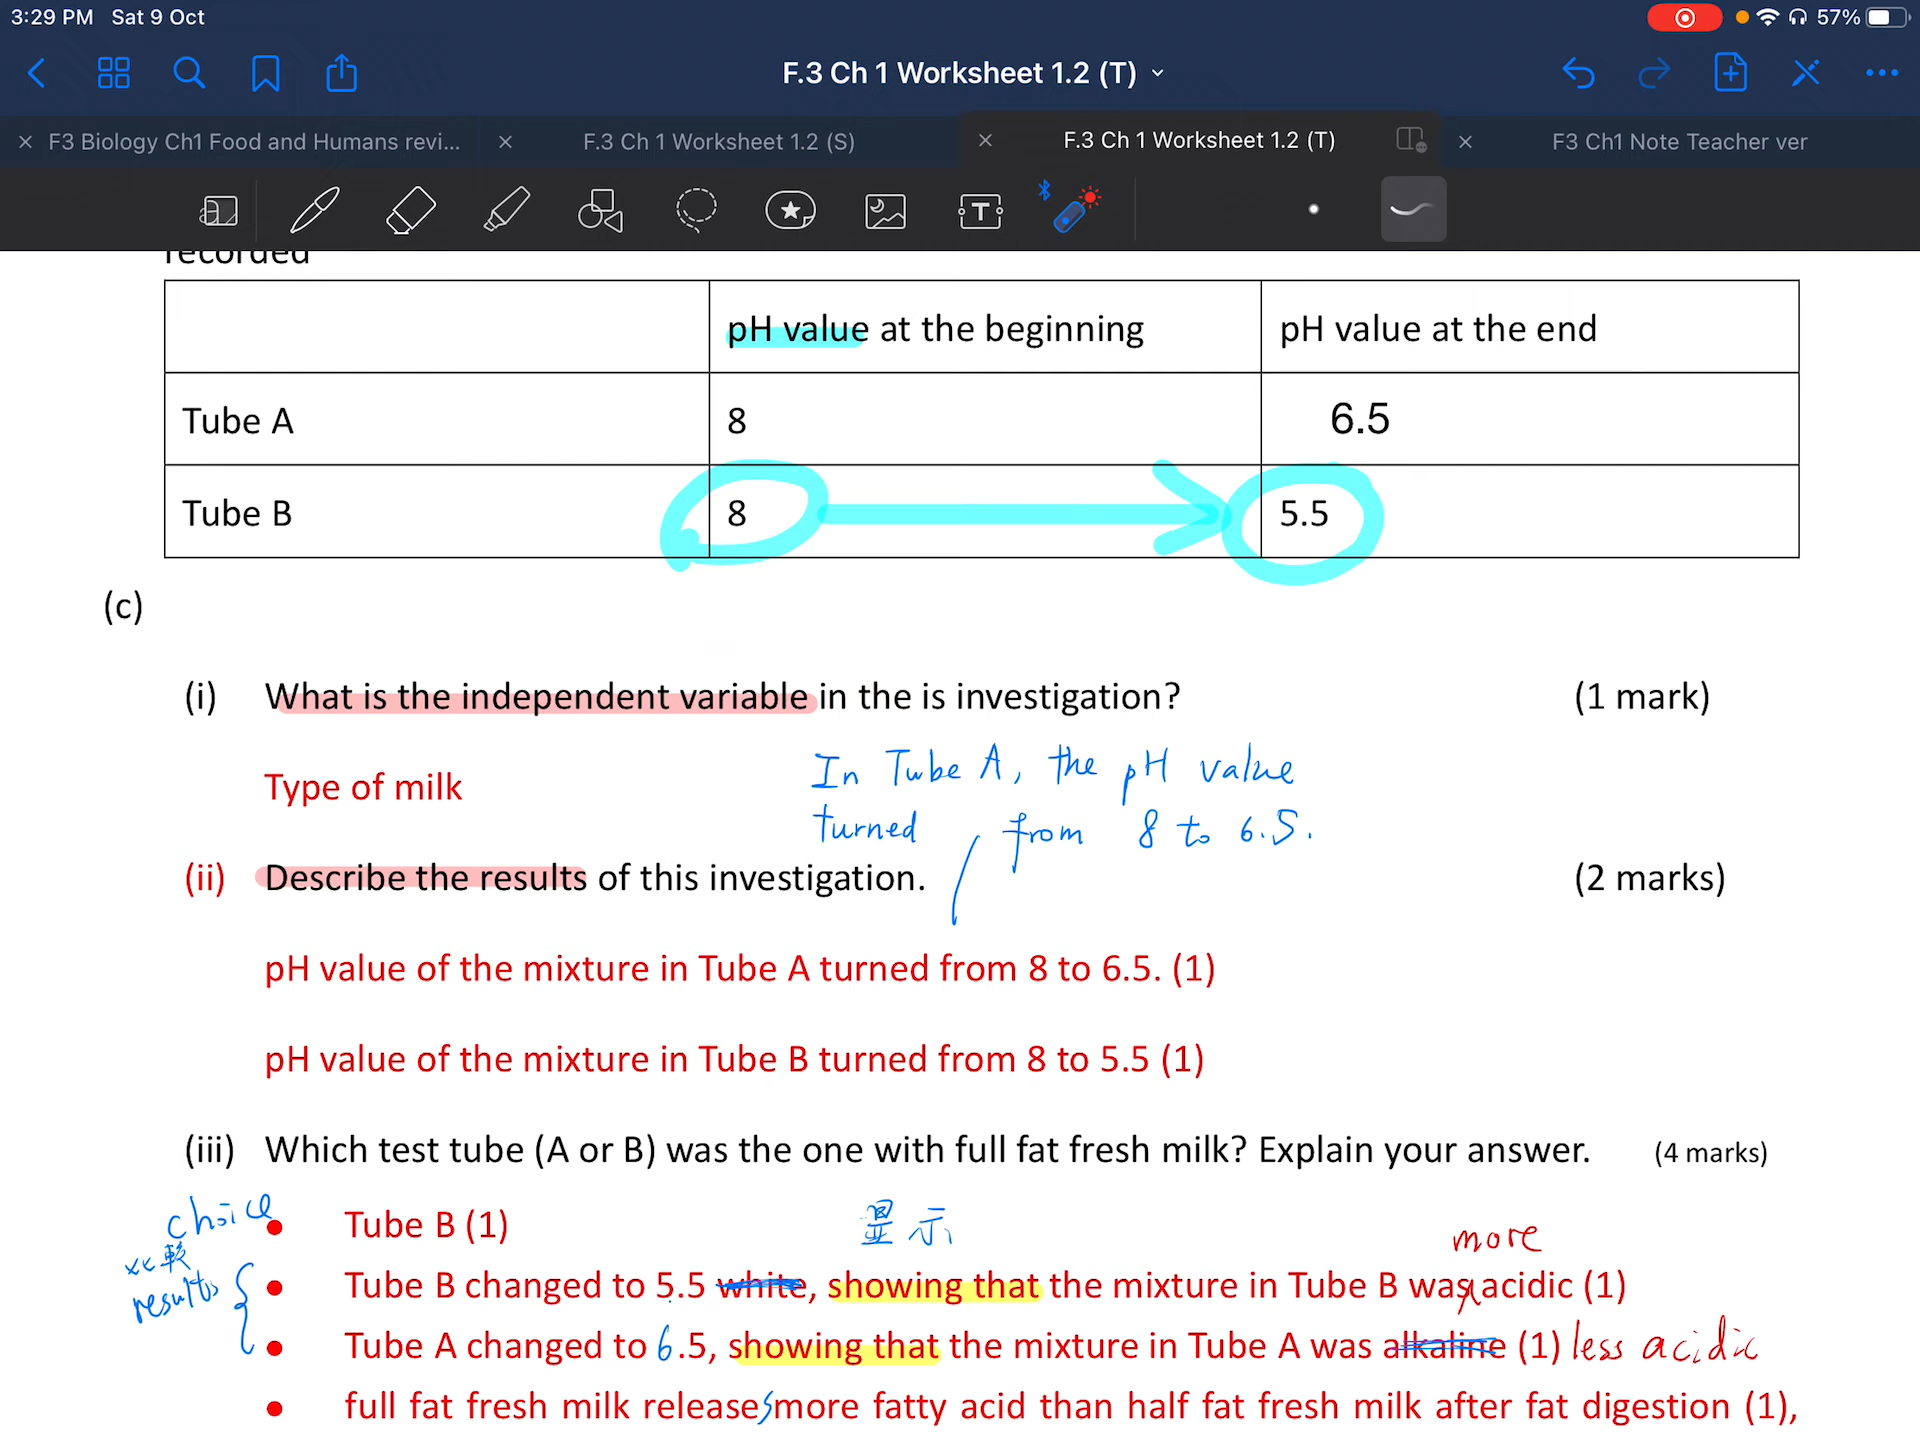 3:29 PM Sat 9 Oct 57%
F.3 Ch 1 Worksheet 1.2 (T)
F3 Biology Ch1 Food and Humans revi... F.3 Ch 1 Worksheet 1.2 (S) F.3 Ch 1 Worksheet 1.2 (T) F3 Ch1 Note Teacher ver
recorded
pH value at the beginning pH value at the end
Tube A 8 6.5
Tube B 8 5.5
(c)
(i) What is the independent variable in the is investigation? (1 mark)
In Tube A, the pH value
Type of milk
turned from 8 to 6.5.
(ii) Describe the results of this investigation. (2 marks)
pH value of the mixture in Tube A turned from 8 to 6.5. (1)
pH value of the mixture in Tube B turned from 8 to 5.5 (1)
(iii) Which test tube (A or B) was the one with full fat fresh milk? Explain your answer. (4 marks)
choice Tube B (1) 显示
more
比較
results Tube B changed to 5.5 white, showing that the mixture in Tube B was acidic (1)
Tube A changed to 6.5, showing that the mixture in Tube A was alkaline (1) less acidic
full fat fresh milk releases more fatty acid than half fat fresh milk after fat digestion (1),